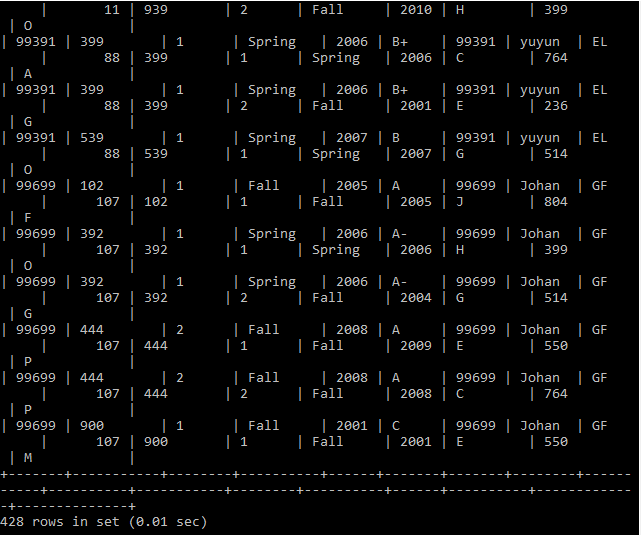 |       11 | 939         | 2      | Fall     | 2010 | H        | 399
 | O            |
| 99391 | 399         | 1      | Spring   | 2006 | B+    | 99391 | yuyun  | EL
     |       88 | 399         | 1      | Spring   | 2006 | C        | 764
 | A            |
| 99391 | 399         | 1      | Spring   | 2006 | B+    | 99391 | yuyun  | EL
     |       88 | 399         | 2      | Fall     | 2001 | E        | 236
 | G            |
| 99391 | 539         | 1      | Spring   | 2007 | B     | 99391 | yuyun  | EL
     |       88 | 539         | 1      | Spring   | 2007 | G        | 514
 | O            |
| 99699 | 102         | 1      | Fall     | 2005 | A     | 99699 | Johan  | GF
     |      107 | 102         | 1      | Fall     | 2005 | J        | 804
 | F            |
| 99699 | 392         | 1      | Spring   | 2006 | A-    | 99699 | Johan  | GF
     |      107 | 392         | 1      | Spring   | 2006 | H        | 399
 | O            |
| 99699 | 392         | 1      | Spring   | 2006 | A-    | 99699 | Johan  | GF
     |      107 | 392         | 2      | Fall     | 2004 | G        | 514
 | G            |
| 99699 | 444         | 2      | Fall     | 2008 | A     | 99699 | Johan  | GF
     |      107 | 444         | 1      | Fall     | 2009 | E        | 550
 | P            |
| 99699 | 444         | 2      | Fall     | 2008 | A     | 99699 | Johan  | GF
     |      107 | 444         | 2      | Fall     | 2008 | C        | 764
 | P            |
| 99699 | 900         | 1      | Fall     | 2001 | C     | 99699 | Johan  | GF
     |      107 | 900         | 1      | Fall     | 2001 | E        | 550
 | M            |
+-------+-----------+-----------+--------+-----------+------+-------+-------+--------+------
-----+----------+-----------+--------+----------+------+----------+------------
-+--------------+
428 rows in set (0.01 sec)